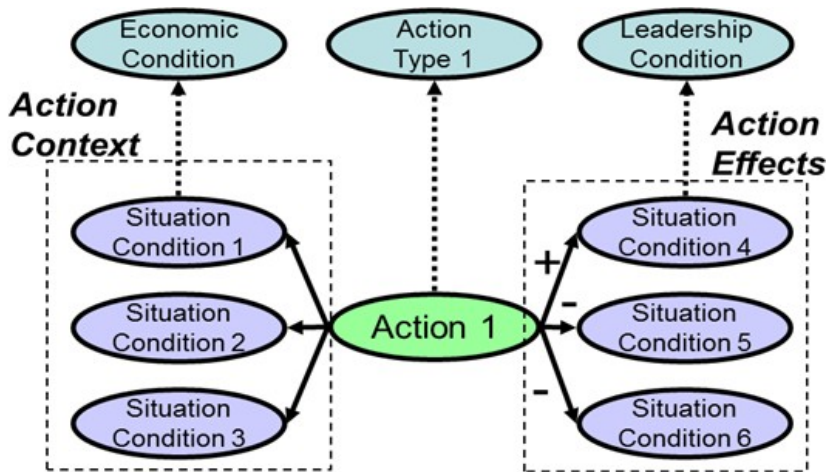 Economic
Condition
Action
Type 1
Leadership
Condition
Action
Context
Action
Effects
Situation
Condition 1
Situation
Condition 2
Situation
Condition 3
Action 1
+
-
-
Situation
Condition 4
Situation
Condition 5
Situation
Condition 6